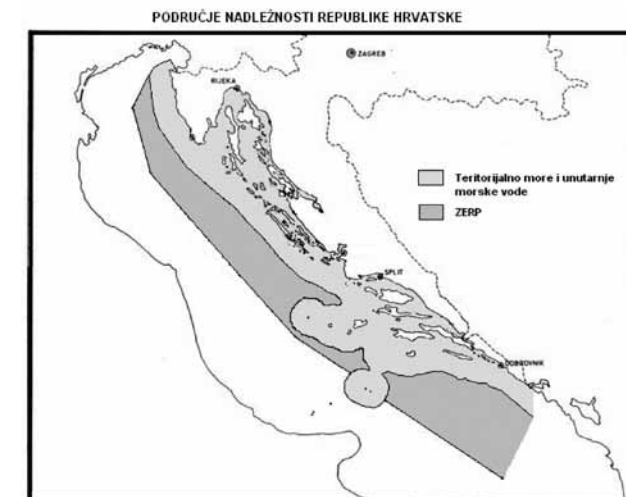 PODRUČJE NADLEŽNOSTI REPUBLIKE HRVATSKE
ZAGREB
RIJEKA
Teritorijalno more i unutarnje
morske vode
ZERP
SPLIT
DUBROVNIK